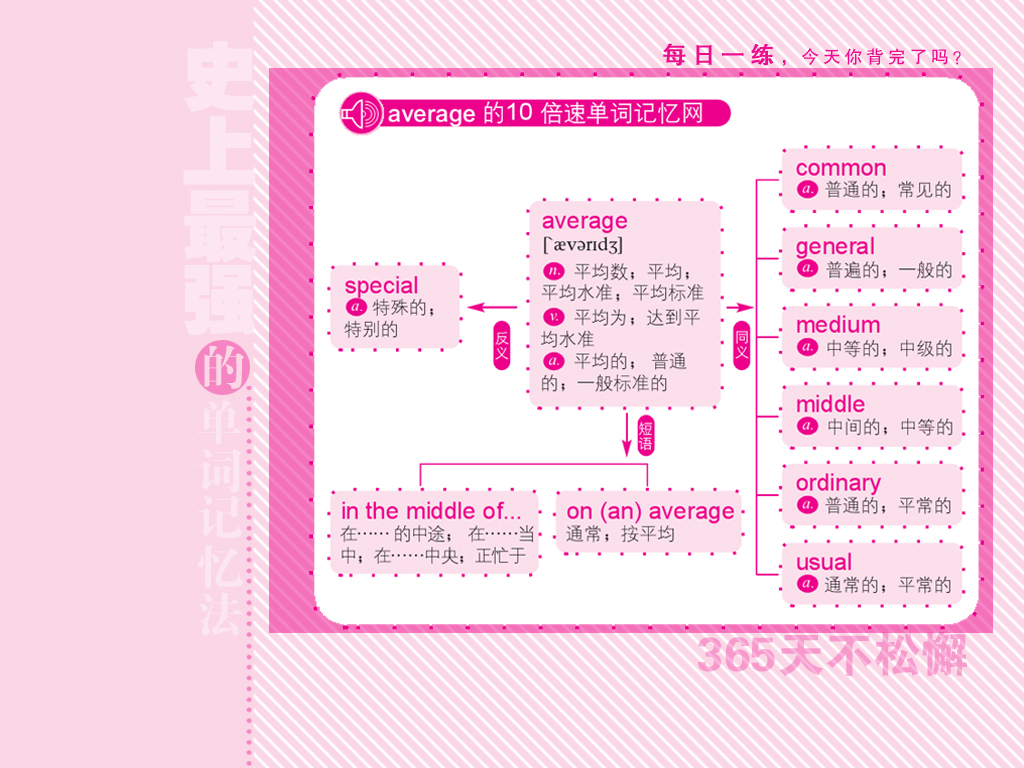 史上最强的单词记忆法
每日一练，今天你背完了吗？
average 的10 倍速单词记忆网
average
[`ævərɪdʒ]
n. 平均数；平均；
平均水准；平均标准
v. 平均为；达到平
均水准
a. 平均的； 普通
的；一般标准的
反义
special
a. 特殊的；
特别的
同义
common
a. 普通的；常见的
general
a. 普遍的；一般的
medium
a. 中等的；中级的
middle
a. 中间的；中等的
ordinary
a. 普通的；平常的
usual
a. 通常的；平常的
短语
in the middle of...
在…… 的中途； 在……当
中；在……中央；正忙于
on (an) average
通常；按平均
365天不松懈